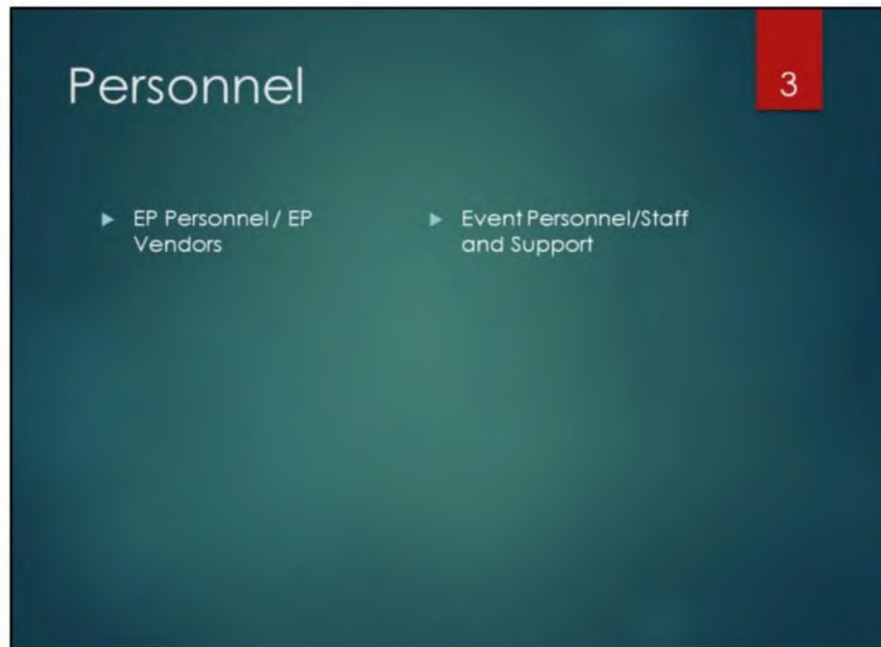 Personnel
3
EP Personnel / EP
Vendors
Event Personnel/Staff
and Support